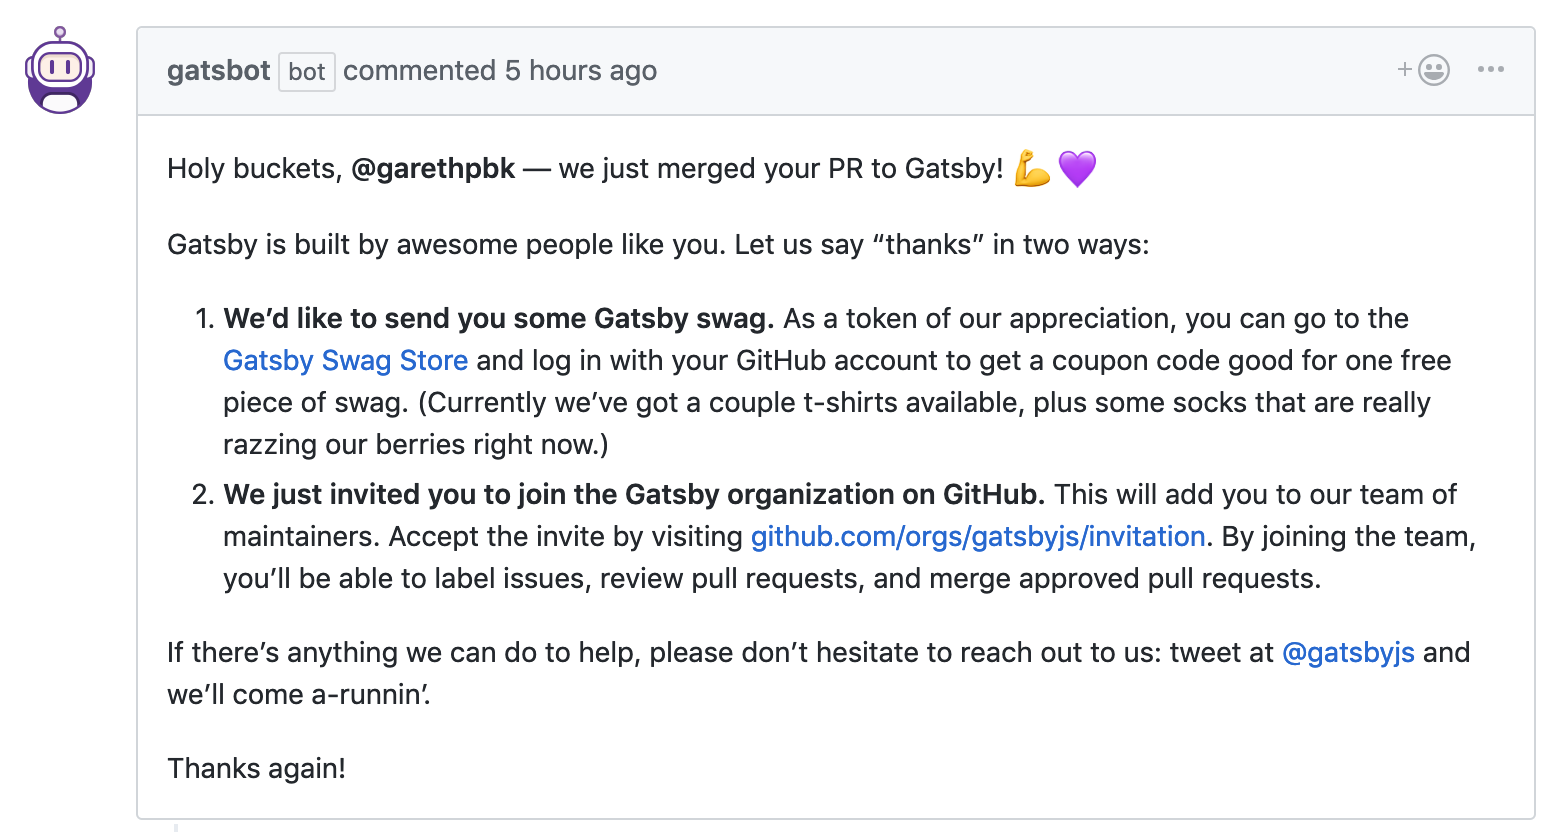 gatsbot bot commented 5 hours ago
Holy buckets, @garethpbk — we just merged your PR to Gatsby! 💪💜
Gatsby is built by awesome people like you. Let us say “thanks” in two ways:
1. We’d like to send you some Gatsby swag. As a token of our appreciation, you can go to the
Gatsby Swag Store and log in with your GitHub account to get a coupon code good for one free
piece of swag. (Currently we’ve got a couple t-shirts available, plus some socks that are really
razzing our berries right now.)
2. We just invited you to join the Gatsby organization on GitHub. This will add you to our team of
maintainers. Accept the invite by visiting github.com/orgs/gatsbyjs/invitation. By joining the team,
you’ll be able to label issues, review pull requests, and merge approved pull requests.
If there’s anything we can do to help, please don’t hesitate to reach out to us: tweet at @gatsbyjs and
we’ll come a-runnin’.
Thanks again!